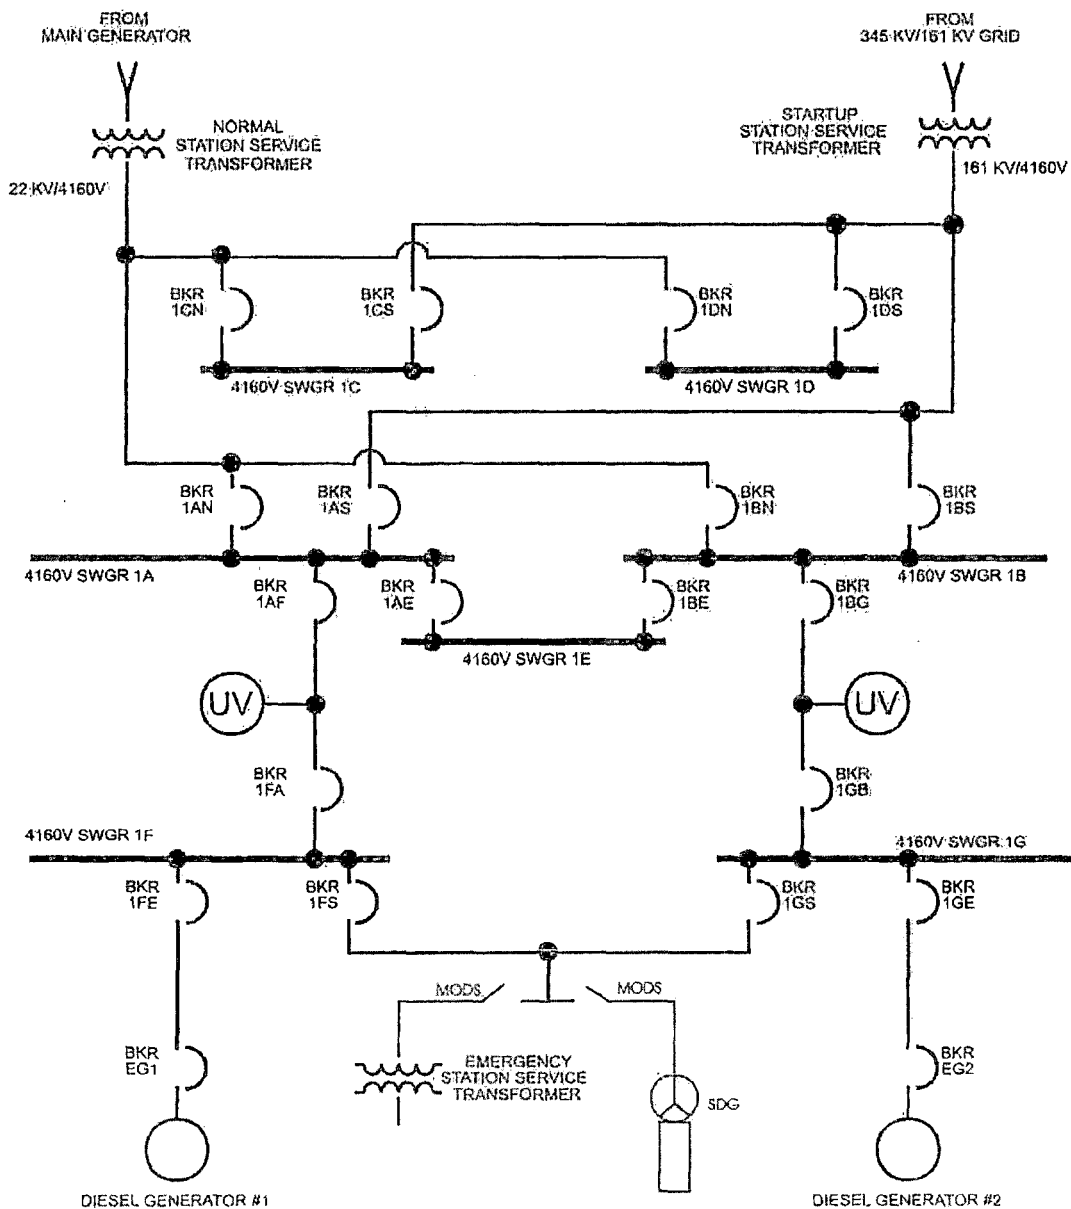 FROM
MAIN GENERATOR
FROM
345 KV/161 KV GRID
NORMAL
STATION SERVICE
TRANSFORMER
STARTUP
STATION SERVICE
TRANSFORMER
22 KV/4160V
161 KV/4160V
BKR
1CN
BKR
1CS
BKR
1DN
BKR
1DS
4160V SWGR 1C
4160V SWGR 1D
BKR
1AN
BKR
1AS
BKR
1BN
BKR
1BS
4160V SWGR 1A
4160V SWGR 1B
BKR
1AF
BKR
1AE
BKR
1BE
BKR
1BG
4160V SWGR 1E
UV
UV
BKR
1FA
BKR
1GB
4160V SWGR 1F
4160V SWGR 1G
BKR
1FE
BKR
1FS
BKR
1GS
BKR
1GE
MODS
MODS
BKR
EG1
EMERGENCY
STATION SERVICE
TRANSFORMER
SDG
BKR
EG2
DIESEL GENERATOR #1
DIESEL GENERATOR #2